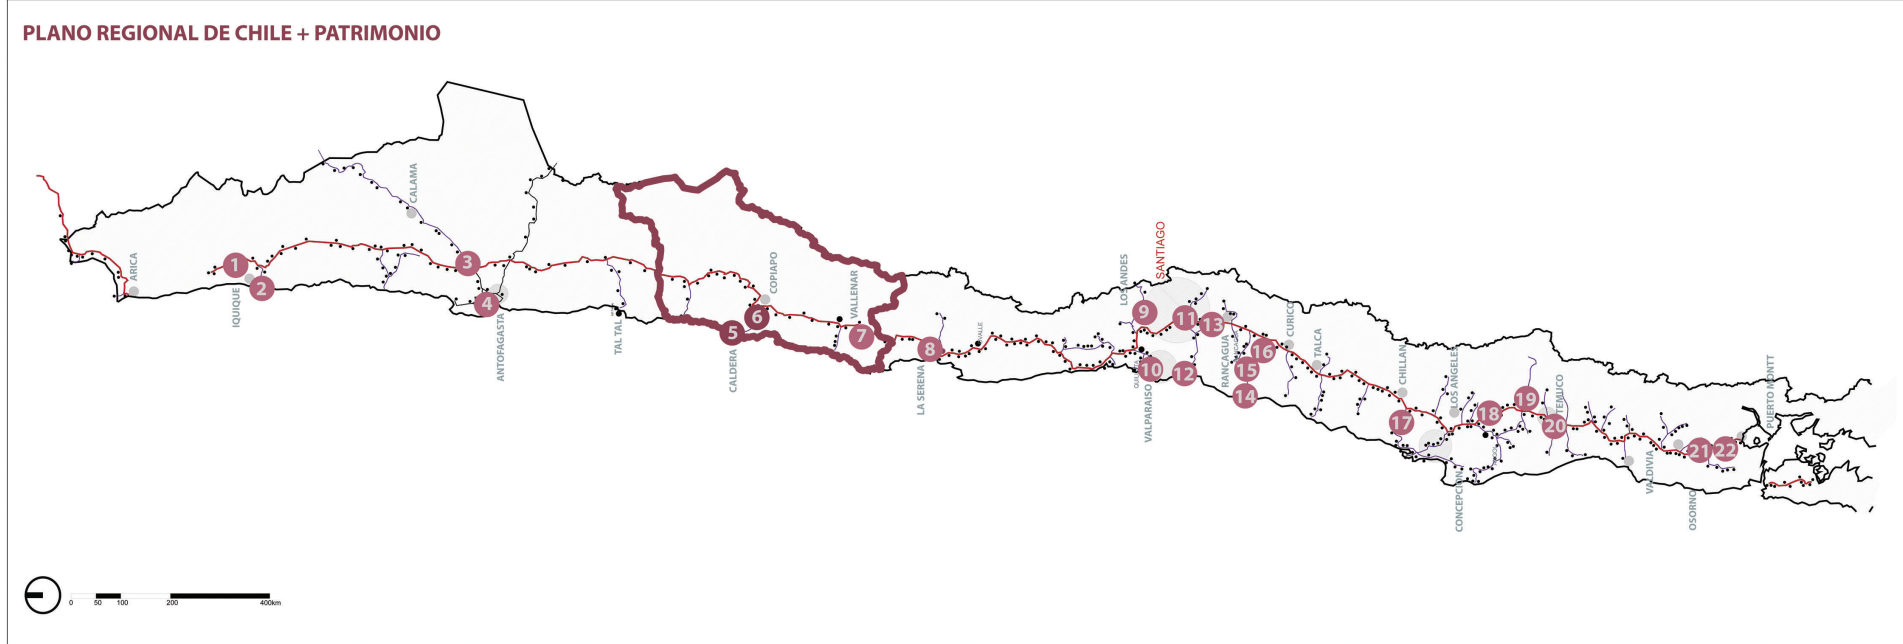 PLANO REGIONAL DE CHILE + PATRIMONIO
ARICA
IQUIQUE
1
2
CALAMA
3
4
ANTOFAGASTA
TAL TAL
CALDERA
5
6
COPIAPO
VALLENAR
7
LA SERENA
8
LOS ANDES
SANTIAGO
9
10
VALPARAISO
11
12
13
RANCAGUA
14
15
16
CURICO
TALCA
CHILLAN
17
LOS ANGELES
CONCEPCION
18
19
TEMUCO
20
VALDIVIA
OSORNO
21
22
PUERTO MONTT
0 50 100 200 400km